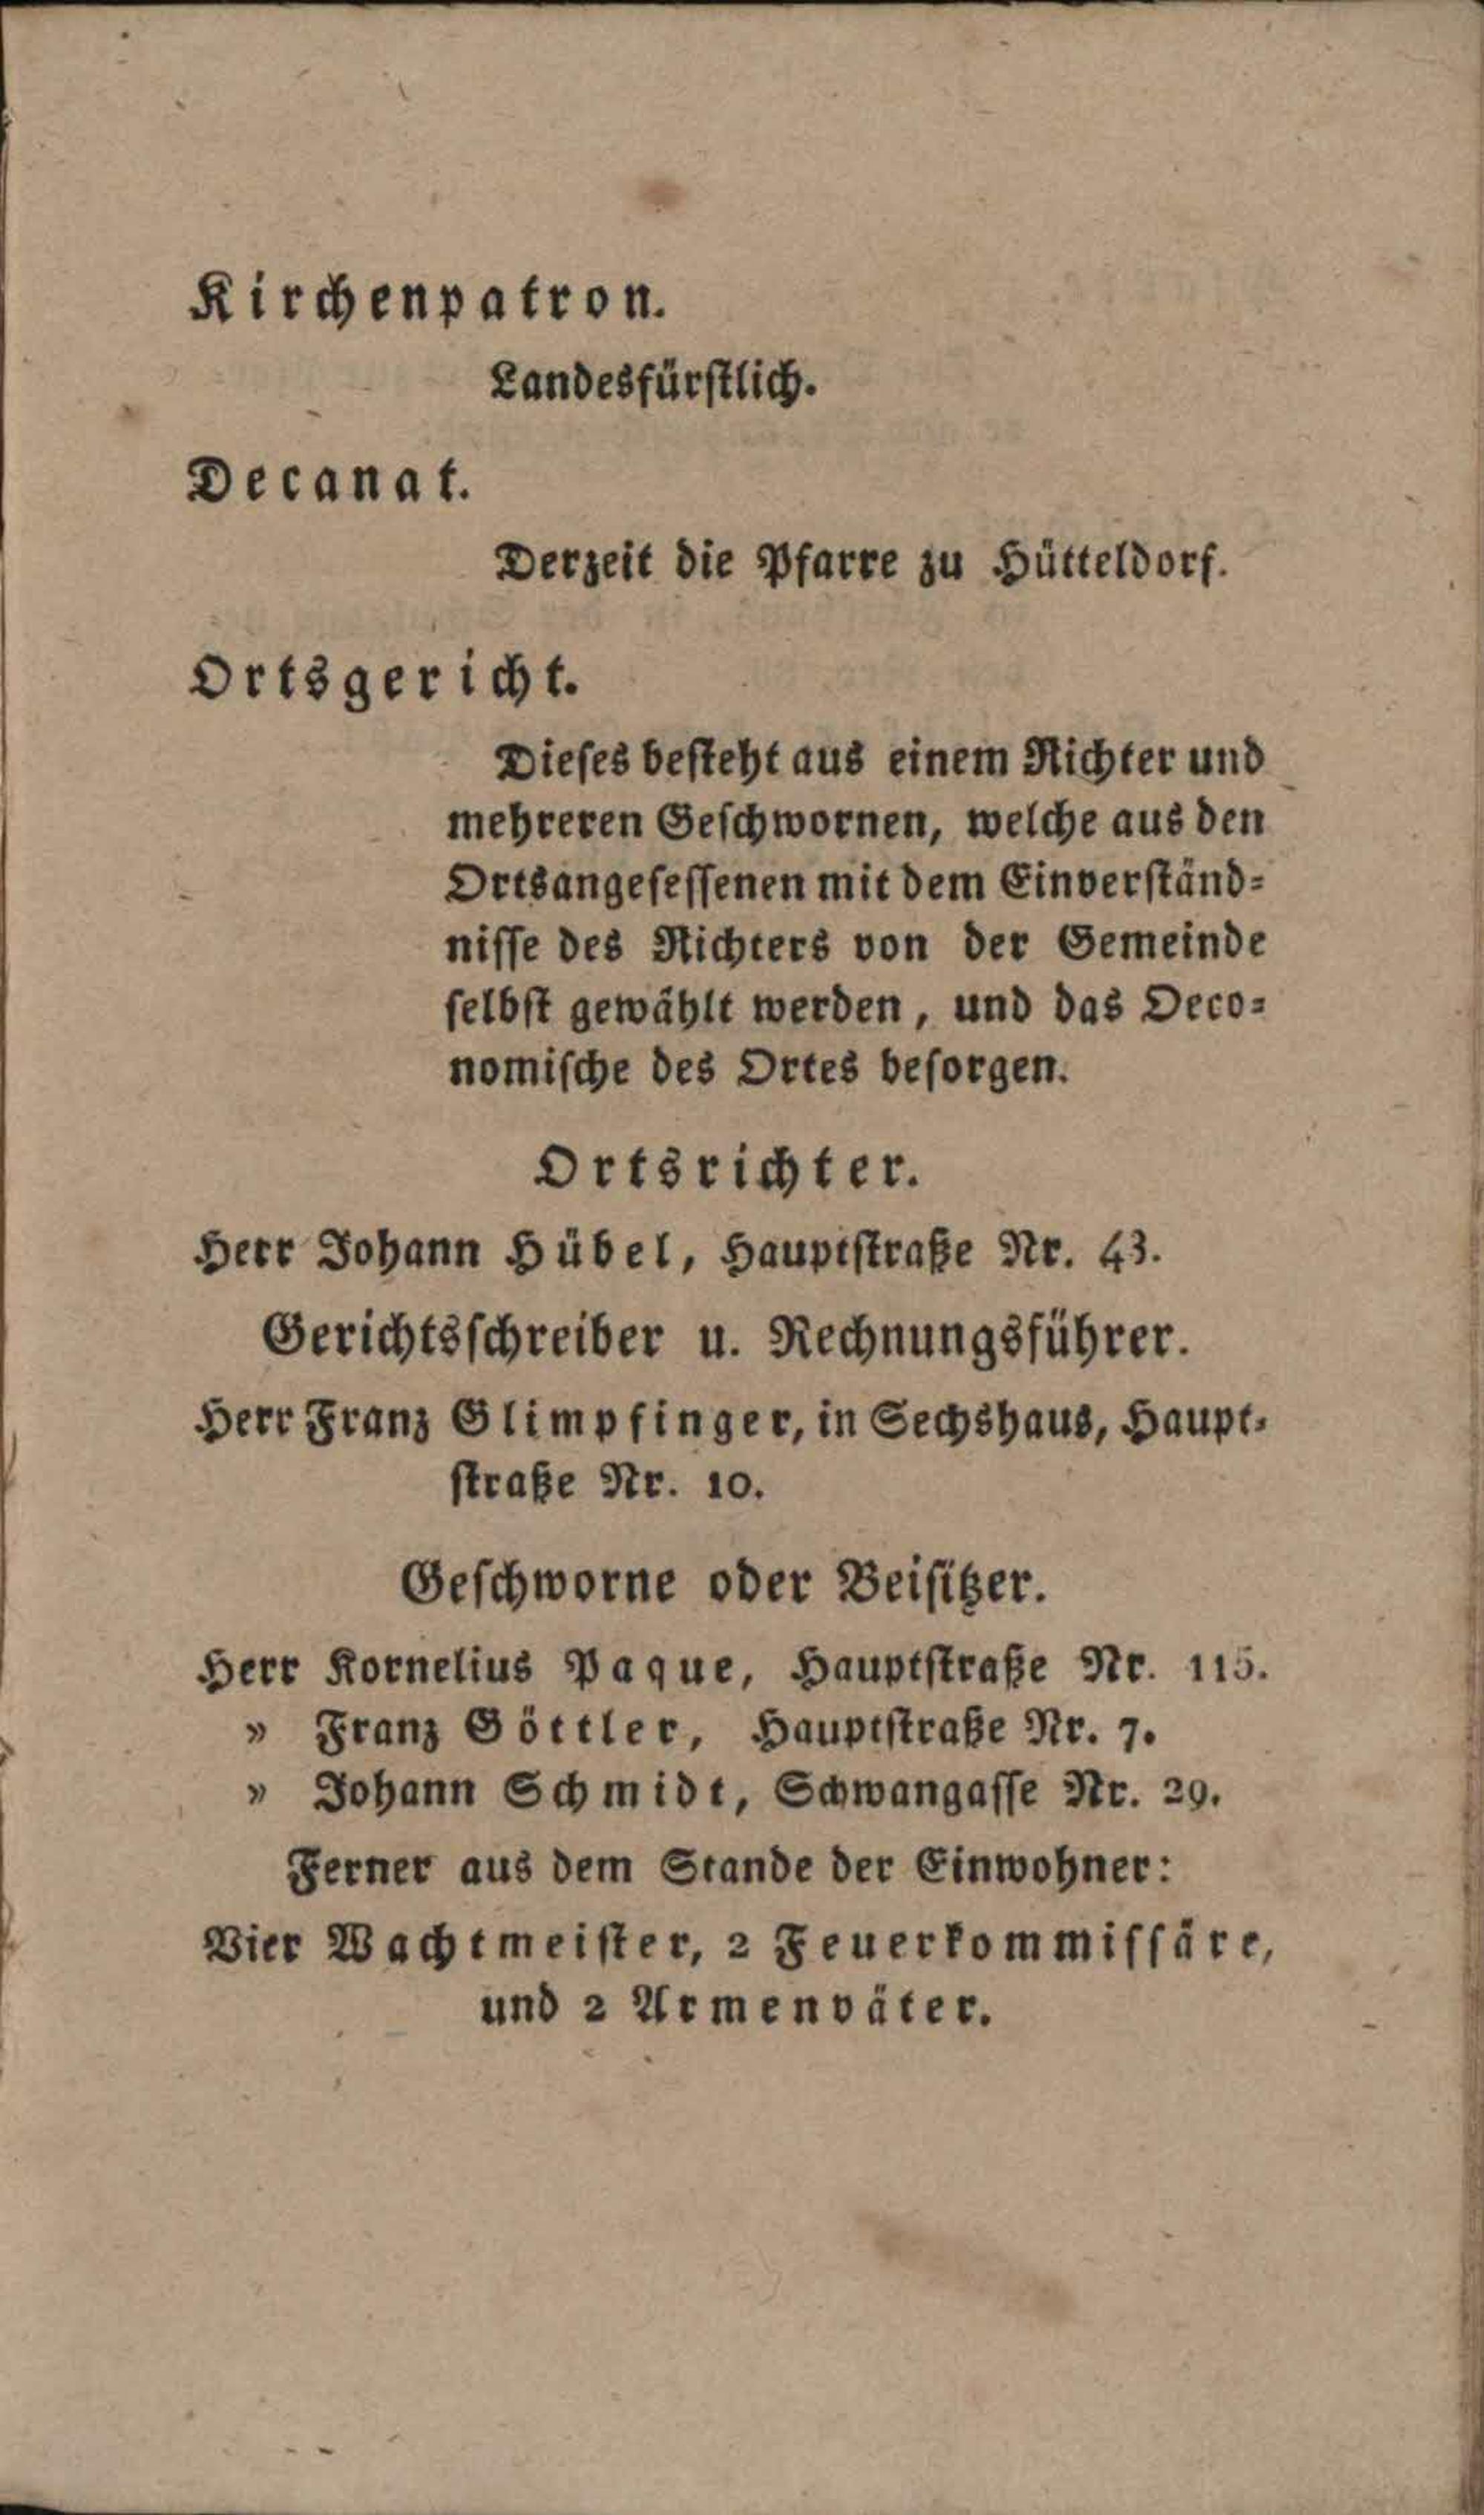 Kirchenpatron.
Landesfürstlich.
Decanat.
Derzeit die Pfarre zu Hütteldorf.
Ortsgericht.
Dieses besteht aus einem Richter und
mehreren Geschwornen, welche aus den
Ortsangesessenen mit dem Einverständ-
nisse des Richters von der Gemeinde
selbst gewählt werden, und das Oeco-
nomische des Ortes besorgen.
Ortsrichter.
Herr Johann Hübel, Hauptstraße Nr. 43.
Gerichtsschreiber u. Rechnungsführer.
Herr Franz Glimpfinger, in Sechshaus, Haupt-
straße Nr. 10.
Geschworne oder Beisitzer.
Herr Kornelius Paque, Hauptstraße Nr. 115.
» Franz Göttler, Hauptstraße Nr. 7.
» Johann Schmidt, Schwangasse Nr. 29.
Ferner aus dem Stande der Einwohner:
Vier Wachtmeister, 2 Feuerkommissäre,
und 2 Armenväter.